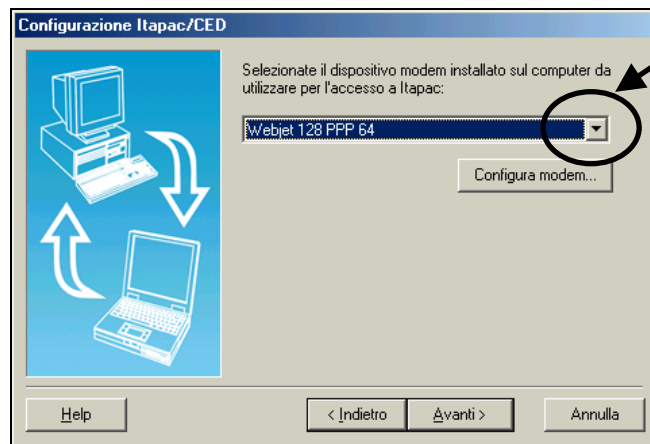 Configurazione Itapac/CED
Selezionate il dispositivo modem installato sul computer da
utilizzare per l'accesso a Itapac:
Webjet 128 PPP 64
Configura modem...
Help
< Indietro
Avanti >
Annulla